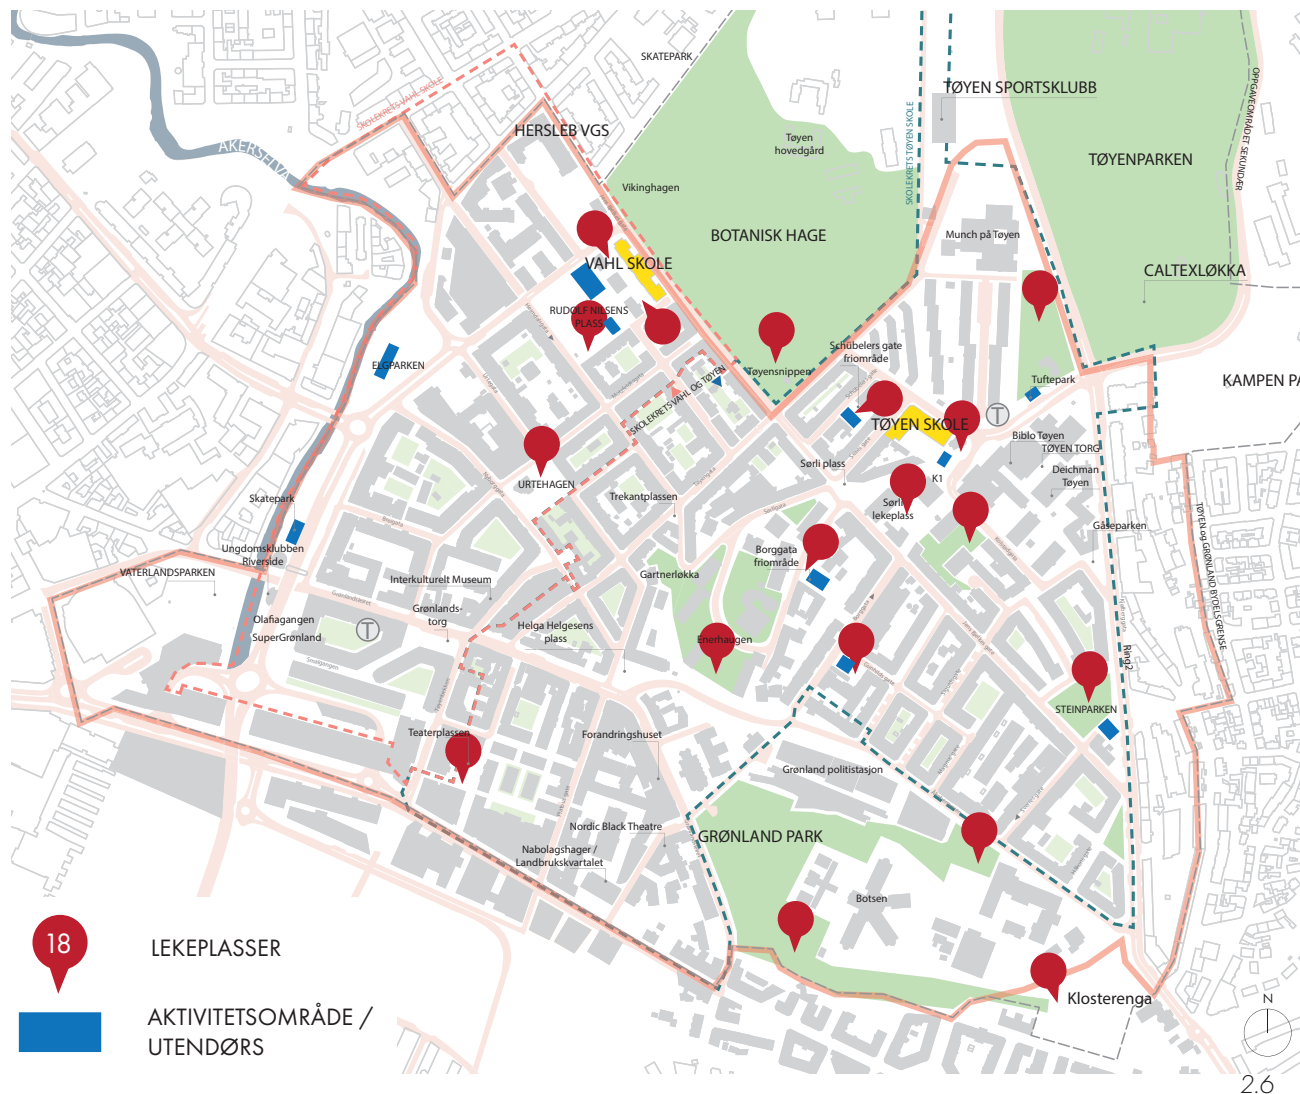 SKATEPARK
TØYEN SPORTSKLUBB
OPPGAVEOMRÅDET SEKUNDÆR
SKOLEKRETS VAHL SKOLE
HERSLEB VGS
AKERSELVA
Tøyen
hovedgård
SKOLEKRETS TØYEN SKOLE
TØYENPARKEN
Vikinghagen
BOTANISK HAGE
Munch på Tøyen
VAHL SKOLE
CALTEXLØKKA
RUDOLF NILSENS
PLASS
Schübelers gate
friområde
ELGPARKEN
Tøyensnippen
Tuftepark
KAMPEN PA
SKOLEKRETS VAHL OG TØYEN
TØYEN SKOLE
T
Biblo Tøyen
TØYEN TORG
Sørli plass
Deichman
Tøyen
K1
URTEHAGEN
Trekantplassen
Skatepark
Sørli
lekeplass
Gåseparken
TØYEN og GRØNLAND BYDELSGRENSE
Ungdomsklubben
Riverside
Borggata
friområde
VATERLANDSPARKEN
Interkulturelt Museum
Gartnerløkka
Grønlands-
torg
Olafiagangen
SuperGrønland
T
Helga Helgesens
plass
Enerhaugen
Ring2
STEINPARKEN
Teaterplassen
Forandringshuset
Grønland politistasjon
Nordic Black Theatre
GRØNLAND PARK
Nabolagshager /
Landbrukskvartalet
Botsen
18
LEKEPLASSER
Klosterenga
N
AKTIVITETSOMRÅDE /
UTENDØRS
2.6